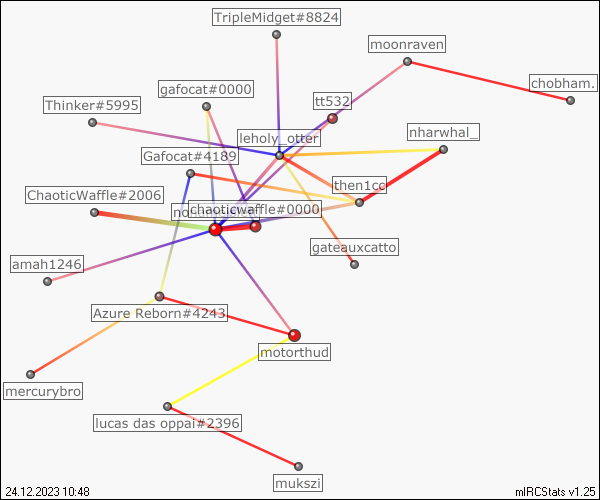 TripleMidget#8824
moonraven
chobham.
gafocat#0000
Thinker#5995
tt532
leholy_otter
nharwhal_
Gafocat#4189
then1cc
ChaoticWaffle#2006
chaoticwaffle#0000
gateauxcatto
amah1246
Azure Reborn#4243
motorthud
mercurybro
lucas das oppai#2396
mukszi
24.12.2023 10:48
mIRCStats v1.25